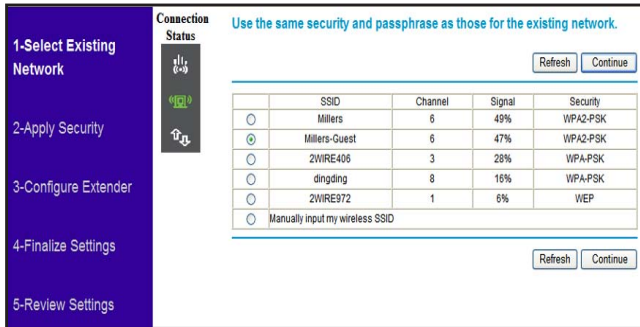 1-Select Existing
Network
2-Apply Security
3-Configure Extender
4-Finalize Settings
5-Review Settings
Connection
Status
Use the same security and passphrase as those for the existing network.
Refresh Continue
SSID Channel Signal Security
Millers 6 49% WPA2-PSK
Millers-Guest 6 47% WPA2-PSK
2WIRE406 3 28% WPA-PSK
dingding 8 16% WPA-PSK
2WIRE972 1 6% WEP
Manually input my wireless SSID
Refresh Continue